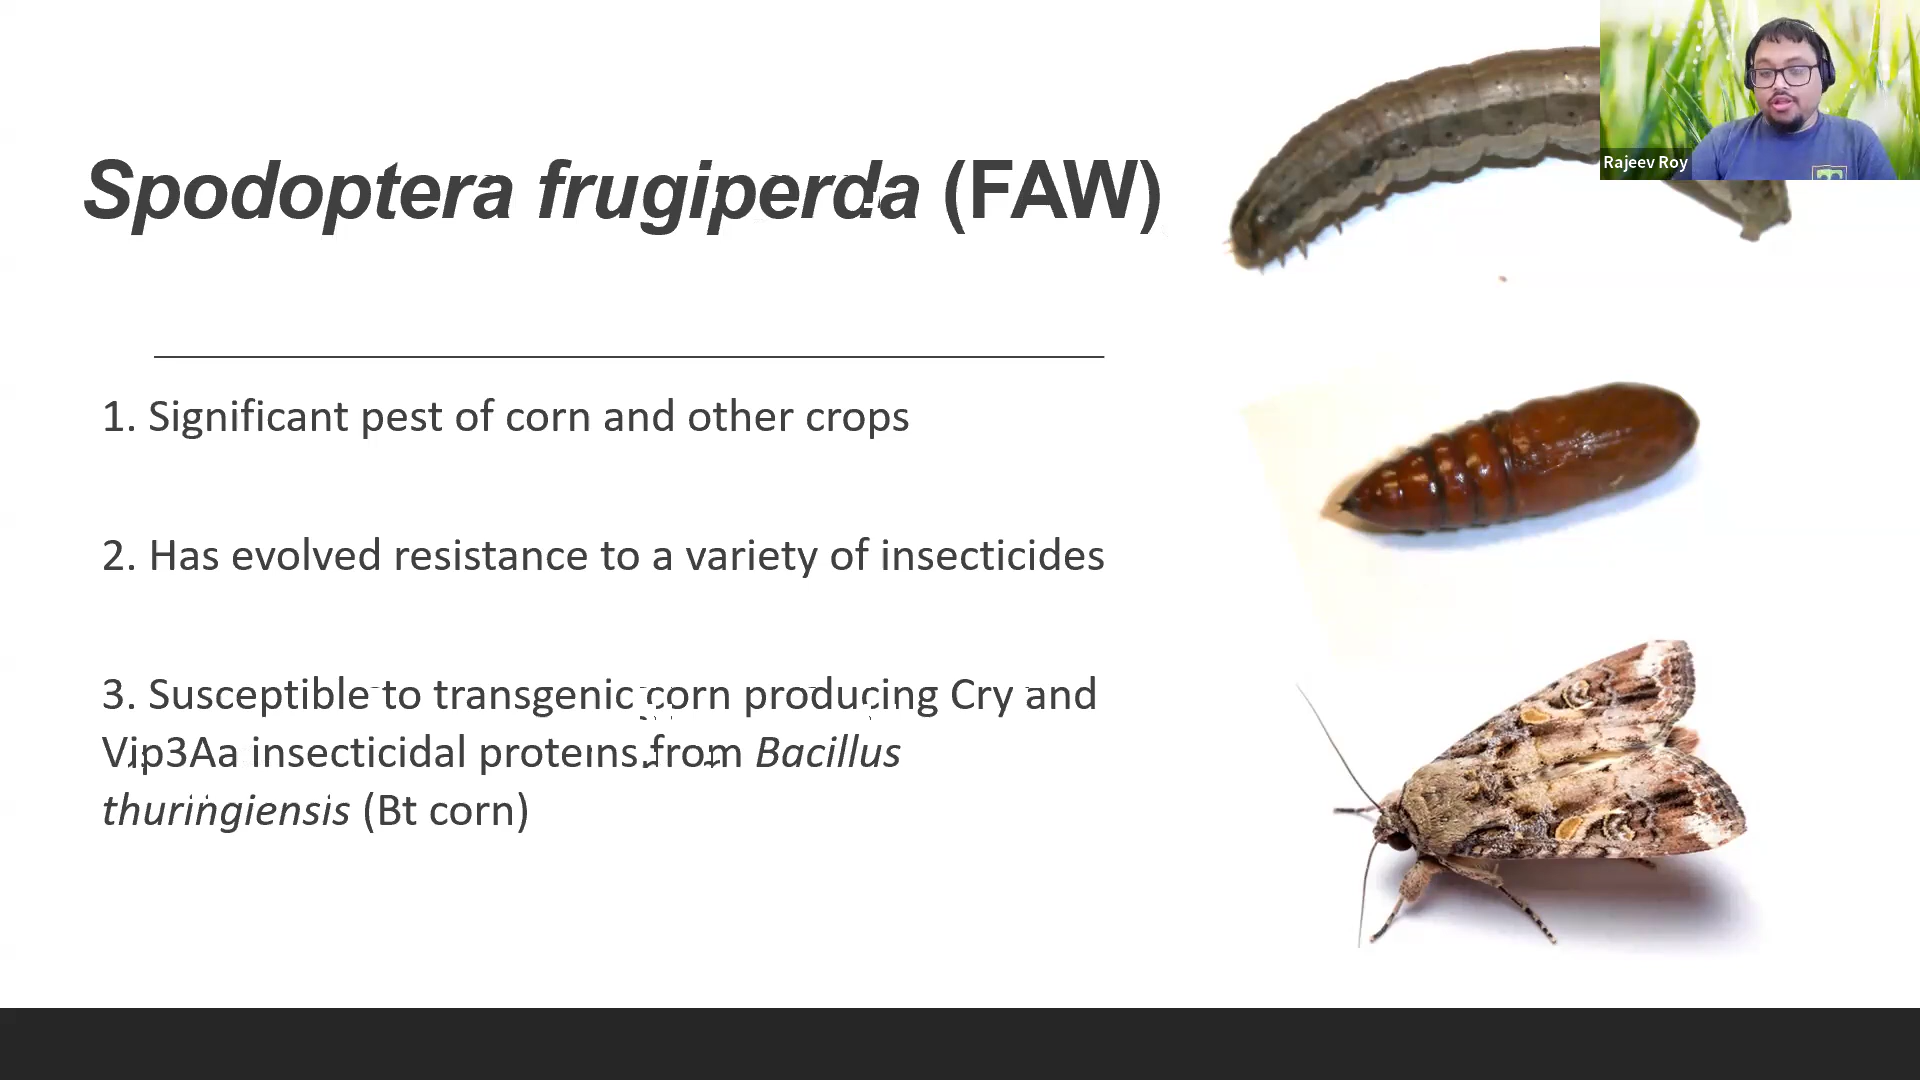 Rajeev Roy
Spodoptera frugiperda (FAW)
1. Significant pest of corn and other crops
2. Has evolved resistance to a variety of insecticides
3. Susceptible to transgenic corn producing Cry and
Vip3Aa insecticidal proteins from Bacillus
thuringiensis (Bt corn)